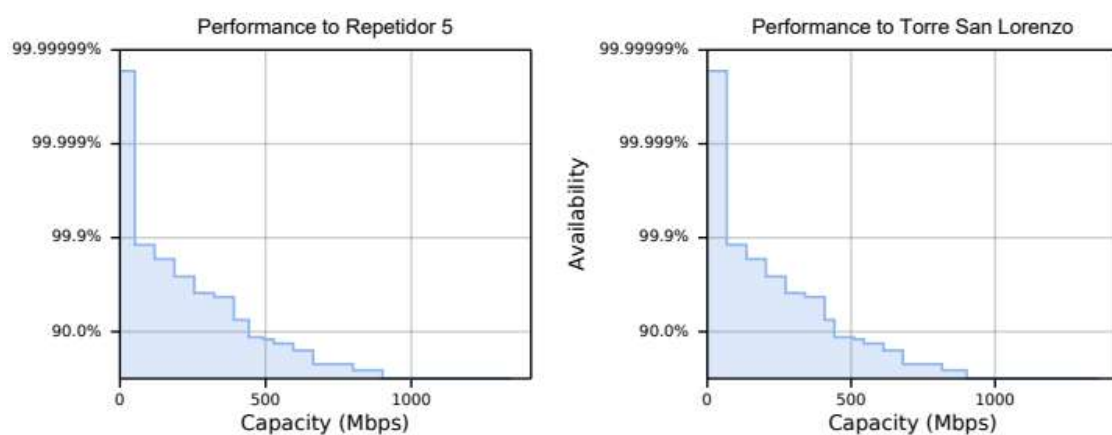 Performance to Repetidor 5
99.99999%
99.999%
99.9%
90.0%
0
500
1000
Capacity (Mbps)
Performance to Torre San Lorenzo
Availability
99.99999%
99.999%
99.9%
90.0%
0
500
1000
Capacity (Mbps)